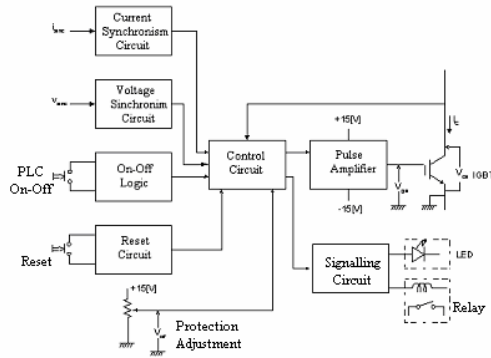 Current
Synchronism
Circuit
Voltage
Sinchronim
Circuit
PLC
On-Off
On-Off
Logic
Reset
Reset
Circuit
Control
Circuit
+15[V]
Pulse
Amplifier
-15[V]
IGBT
Signalling
Circuit
LED
Relay
+15[V]
Protection
Adjustment